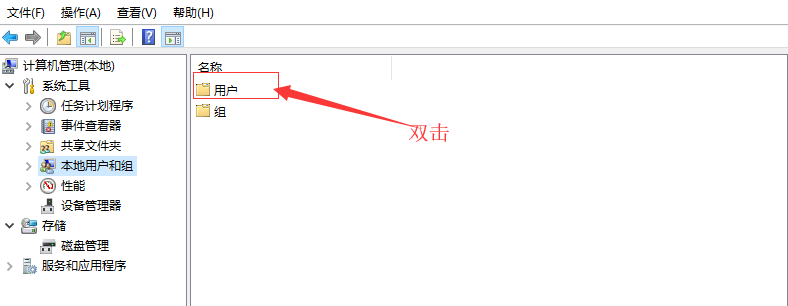 文件(F) 操作(A) 查看(V) 帮助(H)
计算机管理(本地)
系统工具
任务计划程序
事件查看器
共享文件夹
本地用户和组
性能
设备管理器
存储
磁盘管理
服务和应用程序
名称
用户
组
双击